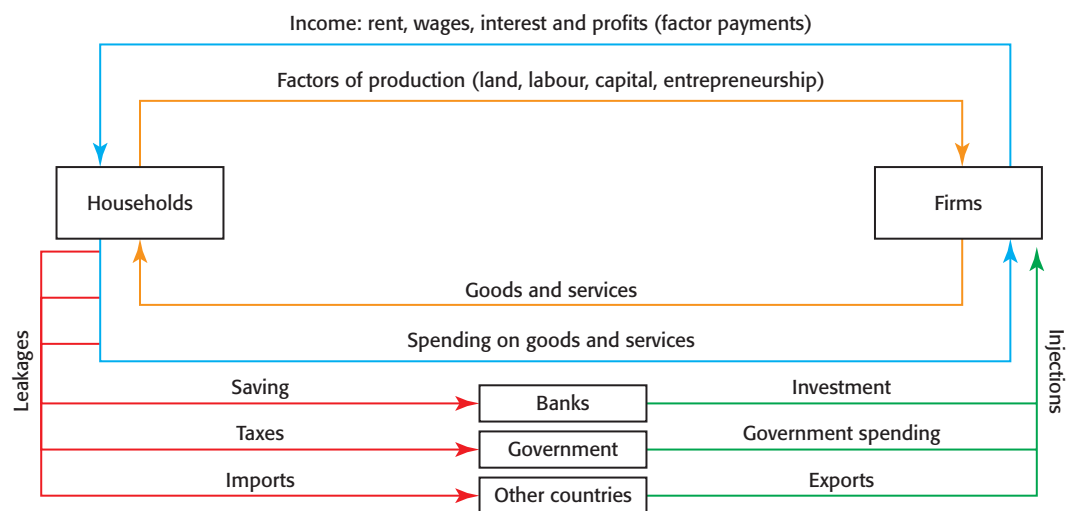 Income: rent, wages, interest and profits (factor payments)
Factors of production (land, labour, capital, entrepreneurship)
Households
Firms
Goods and services
Spending on goods and services
Leakages
Injections
Saving
Banks
Investment
Taxes
Government
Government spending
Imports
Other countries
Exports